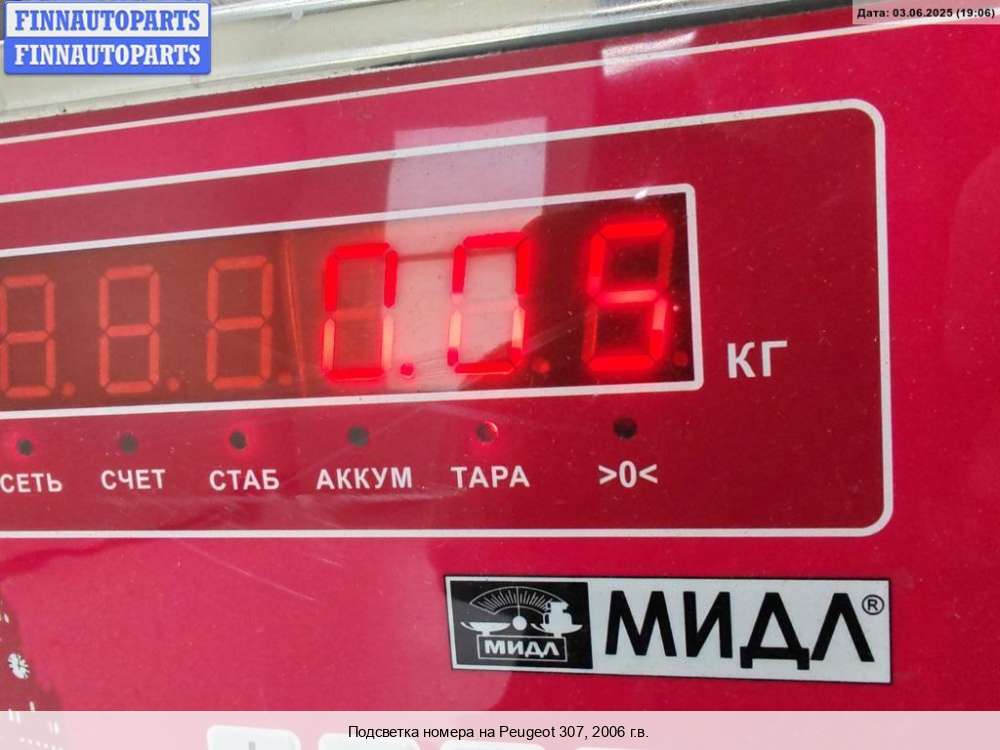 FINNAUTOPARTS
FINNAUTOPARTS
Дата: 03.06.2025 (19:06)
0.05
КГ
СЕТЬ СЧЕТ СТАБ АККУМ ТАРА >0<
МИДЛ
МИДЛ®
Подсветка номера на Peugeot 307, 2006 г.в.